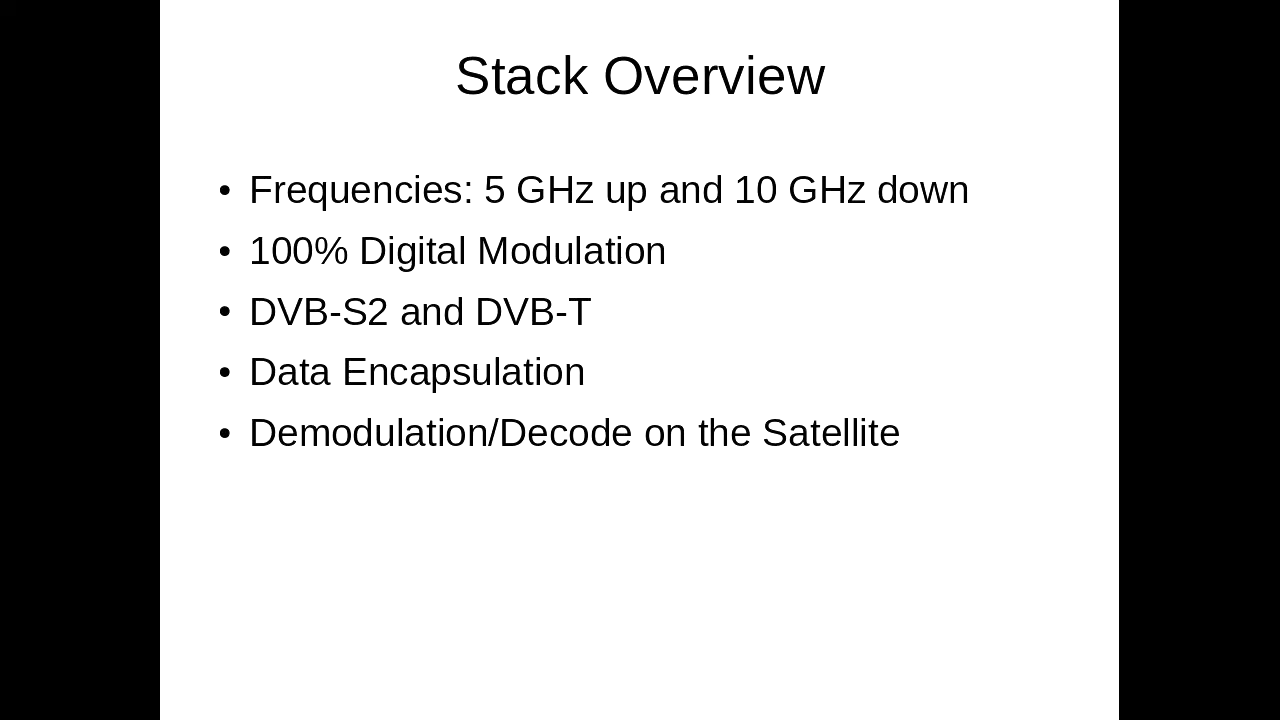 Stack Overview
• Frequencies: 5 GHz up and 10 GHz down
• 100% Digital Modulation
• DVB-S2 and DVB-T
• Data Encapsulation
• Demodulation/Decode on the Satellite